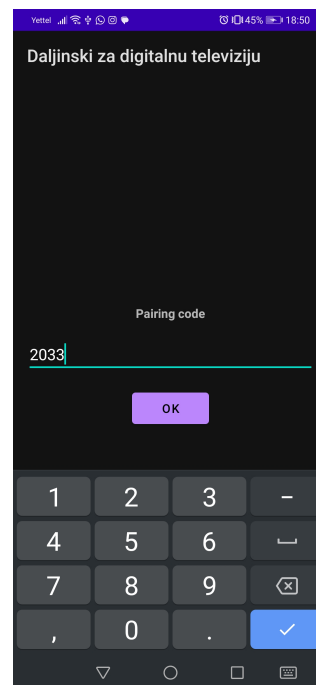 Yettel 45% 18:50
Daljinski za digitalnu televiziju
Pairing code
2033
OK
1 2 3 -
4 5 6
7 8 9
, 0 .